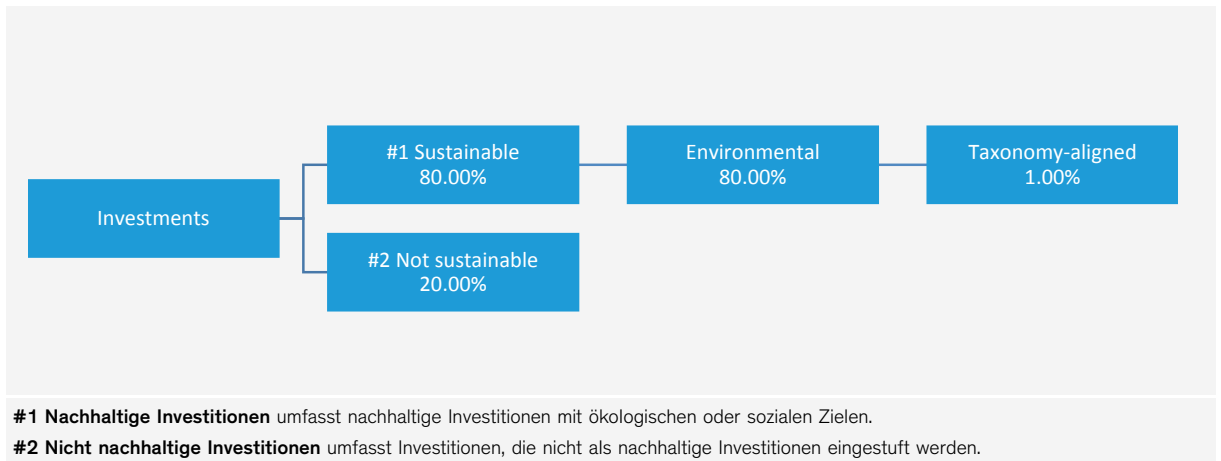 #1 Sustainable
80.00%
Environmental
80.00%
Taxonomy-aligned
1.00%
Investments
#2 Not sustainable
20.00%
#1 Nachhaltige Investitionen umfasst nachhaltige Investitionen mit ökologischen oder sozialen Zielen.
#2 Nicht nachhaltige Investitionen umfasst Investitionen, die nicht als nachhaltige Investitionen eingestuft werden.